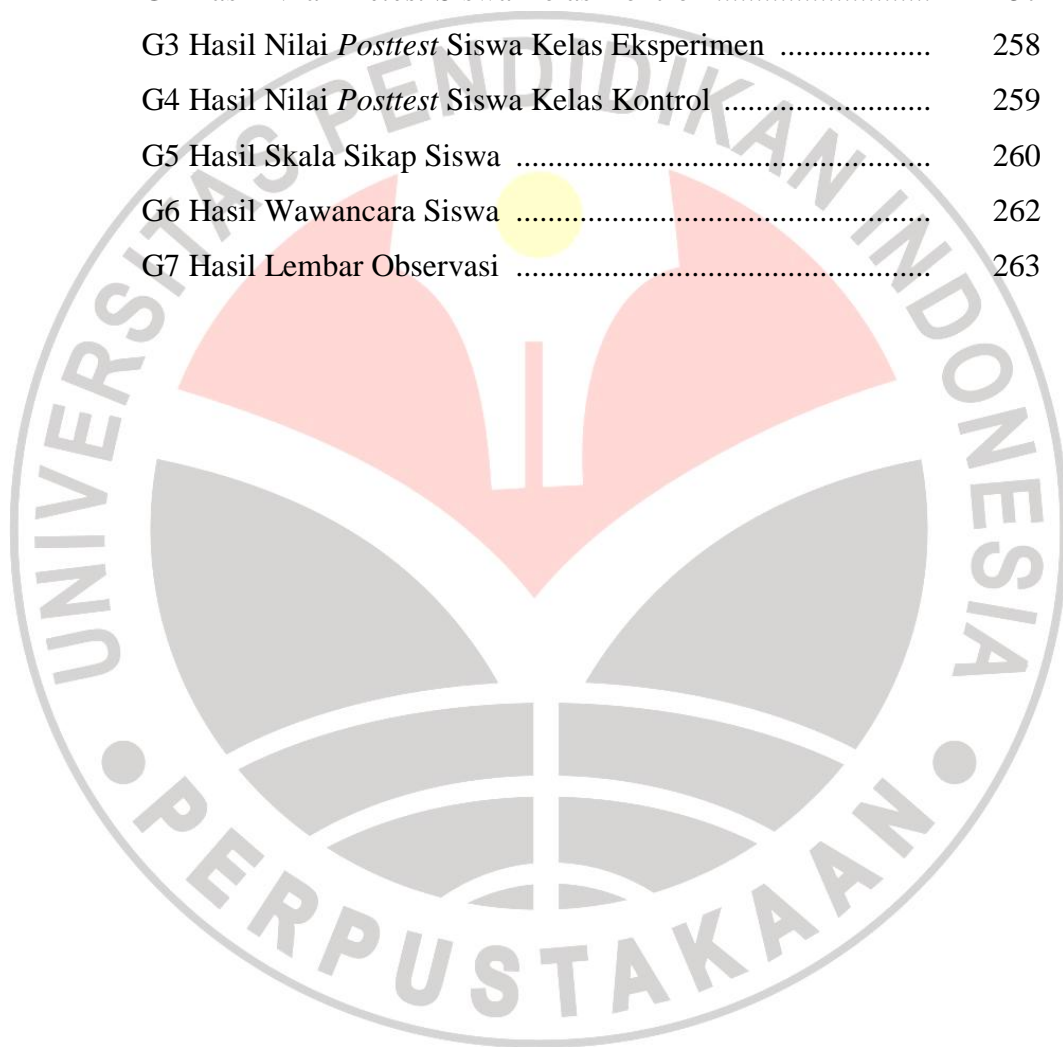 G3 Hasil Nilai Posttest Siswa Kelas Eksperimen ................... 258
G4 Hasil Nilai Posttest Siswa Kelas Kontrol .......................... 259
G5 Hasil Skala Sikap Siswa .................................................. 260
G6 Hasil Wawancara Siswa .................................................. 262
G7 Hasil Lembar Observasi .................................................. 263
UNIVERSITAS PENDIDIKAN INDONESIA
PERPUSTAKAAN